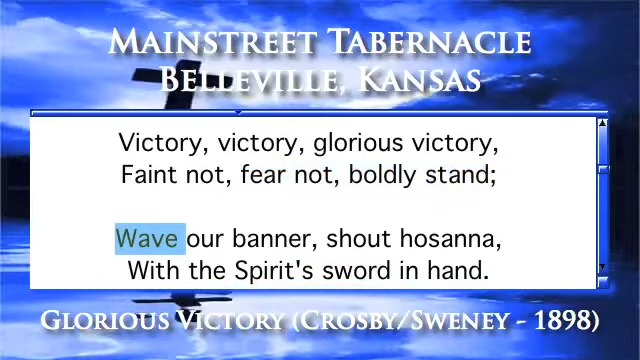 Mainstreet Tabernacle
Belleville, Kansas
Victory, victory, glorious victory,
Faint not, fear not, boldly stand;
Wave our banner, shout hosanna,
With the Spirit's sword in hand.
Glorious Victory (Crosby/Sweney - 1898)